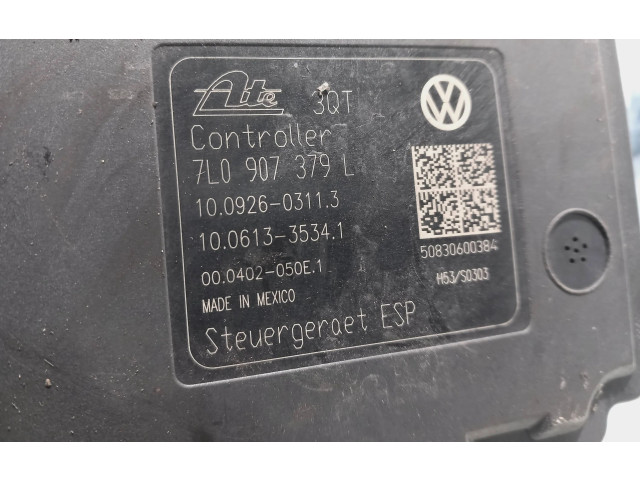 Ate 3QT
Controller
7L0 907 379 L
10.0926-0311.3
10.0613-3534.1
00.0402-050E.1
MADE IN MEXICO
Steuergeraet ESP
50830600384
H53/S0303